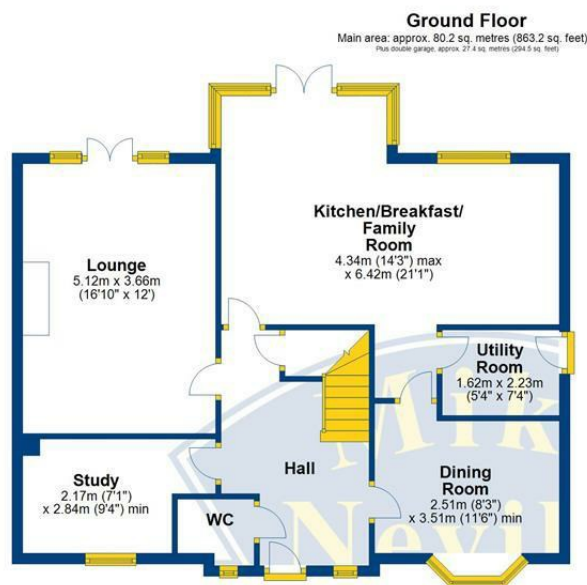 Ground Floor
Main area: approx. 80.2 sq. metres (863.2 sq. feet)
Plus double garage, approx. 27.4 sq. metres (294.5 sq. feet)
Kitchen/Breakfast/
Family
Room
4.34m (14'3") max
x 6.42m (21'1")
Lounge
5.12m x 3.66m
(16'10" x 12')
Utility
Room
1.62m x 2.23m
(5'4" x 7'4")
Study
2.17m (7'1")
x 2.84m (9'4") min
Hall
WC
Dining
Room
2.51m (8'3")
x 3.51m (11'6") min
Mik
Nevil